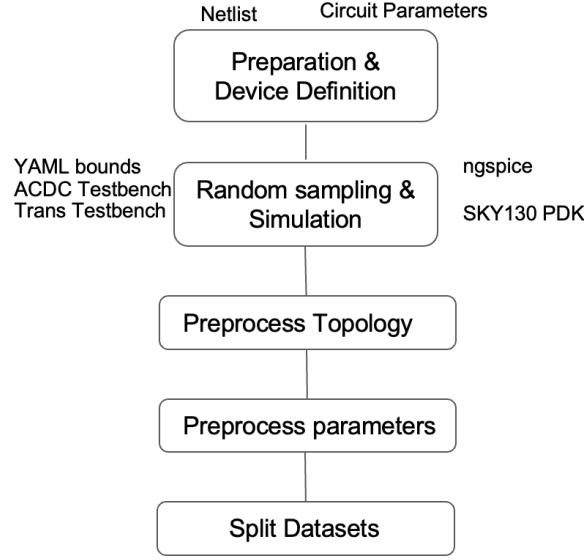 Netlist
Circuit Parameters
Preparation &
Device Definition
YAML bounds
ACDC Testbench
Trans Testbench
Random sampling &
Simulation
ngspice
SKY130 PDK
Preprocess Topology
Preprocess parameters
Split Datasets